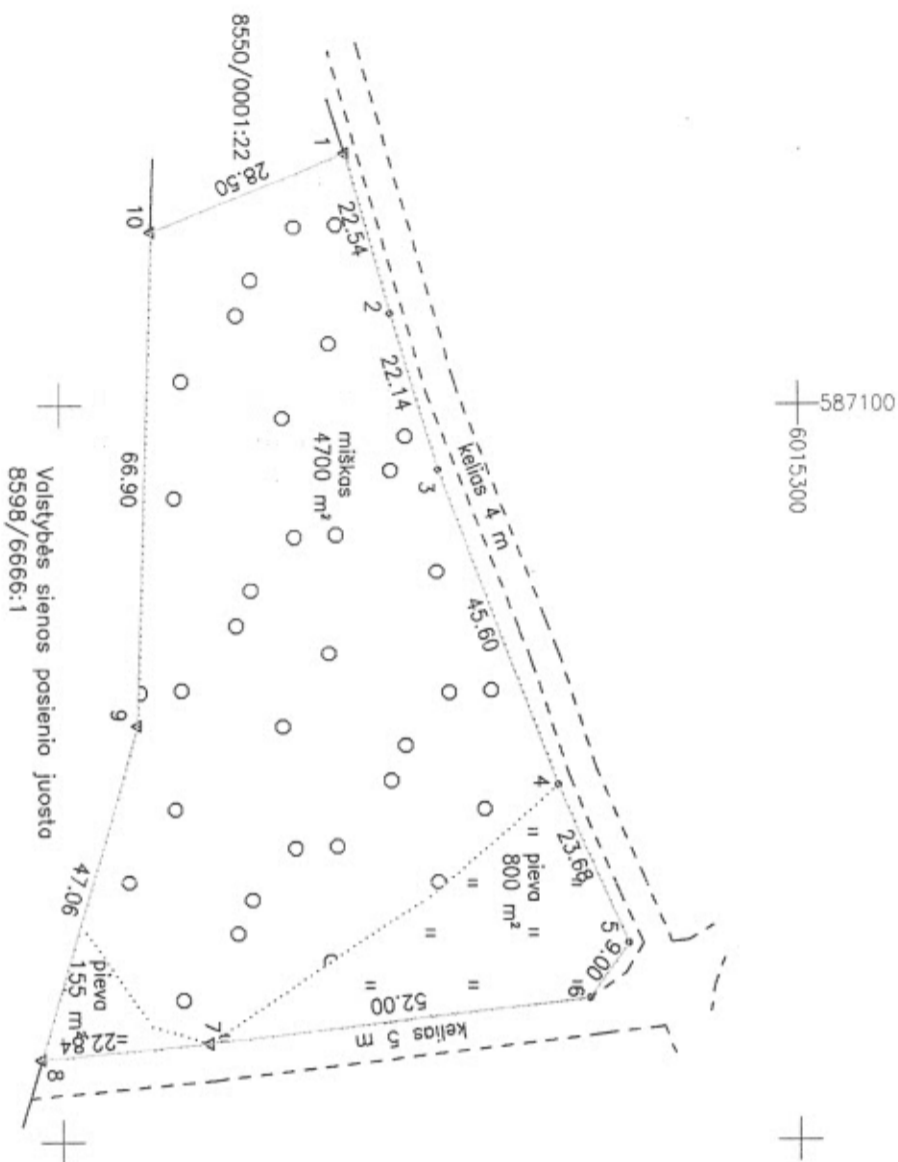 587100
6015300
8550/0001:22
1
28.50
10
22.54
2
22.14
3
kelias 4 m
miškas
4700 m²
45.60
66.90
9
4
23.68
pieva
800 m²
5
9.00
6
52.00
kelias 5 m
7
47.06
pieva
155 m²
8
Valstybės sienos pasienio juosta
8598/6666:1